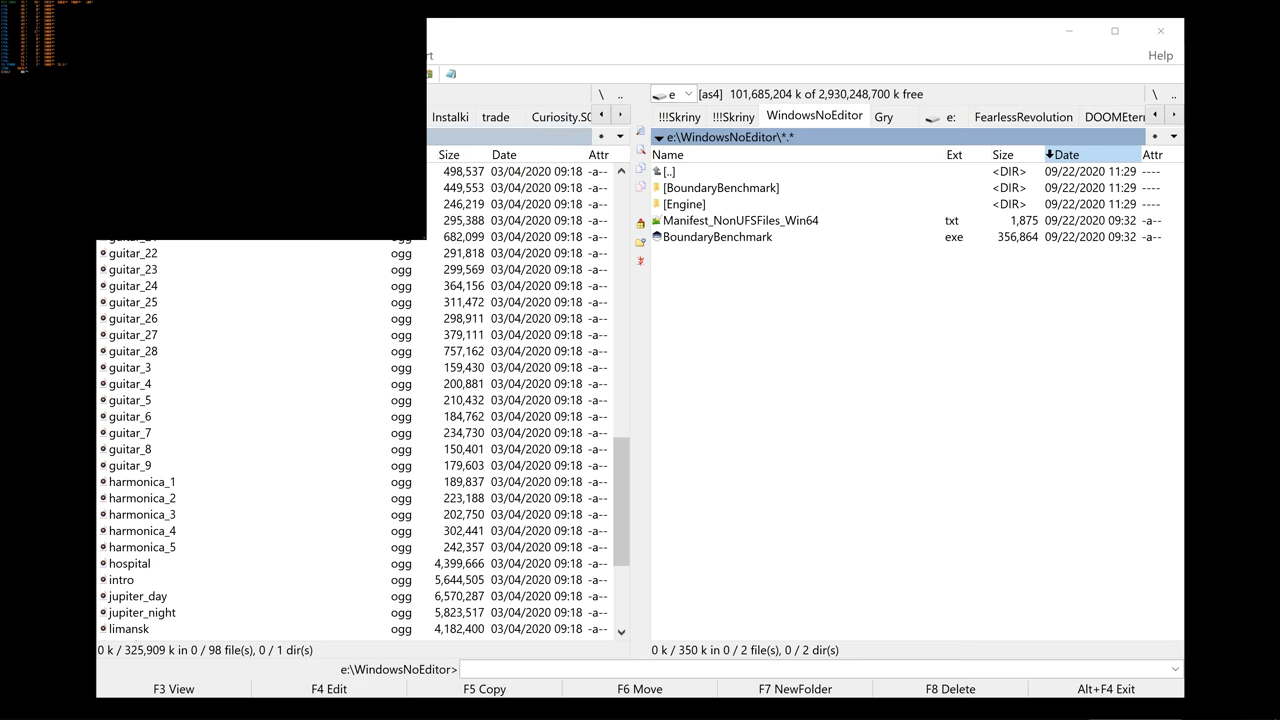 rt Help
\ .. e [as4] 101,685,204 k of 2,930,248,700 k free \ ..
Instalki trade Curiosity.S0 !!!Skriny !!!Skriny WindowsNoEditor Gry e: FearlessRevolution DOOMEtern
e:\WindowsNoEditor\*.*
Size Date Attr Name Ext Size Date Attr
498,537 03/04/2020 09:18 -a-- [..] <DIR> 09/22/2020 11:29 ----
449,553 03/04/2020 09:18 -a-- [BoundaryBenchmark] <DIR> 09/22/2020 11:29 ----
246,219 03/04/2020 09:18 -a-- [Engine] <DIR> 09/22/2020 11:29 ----
295,388 03/04/2020 09:18 -a-- Manifest_NonUFSFiles_Win64 txt 1,875 09/22/2020 09:32 -a--
guitar_21 ogg 682,099 03/04/2020 09:18 -a-- BoundaryBenchmark exe 356,864 09/22/2020 09:32 -a--
guitar_22 ogg 291,818 03/04/2020 09:18 -a--
guitar_23 ogg 299,569 03/04/2020 09:18 -a--
guitar_24 ogg 364,156 03/04/2020 09:18 -a--
guitar_25 ogg 311,472 03/04/2020 09:18 -a--
guitar_26 ogg 298,911 03/04/2020 09:18 -a--
guitar_27 ogg 379,111 03/04/2020 09:18 -a--
guitar_28 ogg 757,162 03/04/2020 09:18 -a--
guitar_3 ogg 159,430 03/04/2020 09:18 -a--
guitar_4 ogg 200,881 03/04/2020 09:18 -a--
guitar_5 ogg 210,432 03/04/2020 09:18 -a--
guitar_6 ogg 184,762 03/04/2020 09:18 -a--
guitar_7 ogg 234,730 03/04/2020 09:18 -a--
guitar_8 ogg 150,401 03/04/2020 09:18 -a--
guitar_9 ogg 179,603 03/04/2020 09:18 -a--
harmonica_1 ogg 189,837 03/04/2020 09:18 -a--
harmonica_2 ogg 223,188 03/04/2020 09:18 -a--
harmonica_3 ogg 202,750 03/04/2020 09:18 -a--
harmonica_4 ogg 302,441 03/04/2020 09:18 -a--
harmonica_5 ogg 242,357 03/04/2020 09:18 -a--
hospital ogg 4,399,666 03/04/2020 09:18 -a--
intro ogg 5,644,505 03/04/2020 09:18 -a--
jupiter_day ogg 6,570,287 03/04/2020 09:18 -a--
jupiter_night ogg 5,823,517 03/04/2020 09:18 -a--
limansk ogg 4,182,400 03/04/2020 09:18 -a--
0 k / 325,909 k in 0 / 98 file(s), 0 / 1 dir(s) 0 k / 350 k in 0 / 2 file(s), 0 / 2 dir(s)
e:\WindowsNoEditor>
F3 View F4 Edit F5 Copy F6 Move F7 NewFolder F8 Delete Alt+F4 Exit